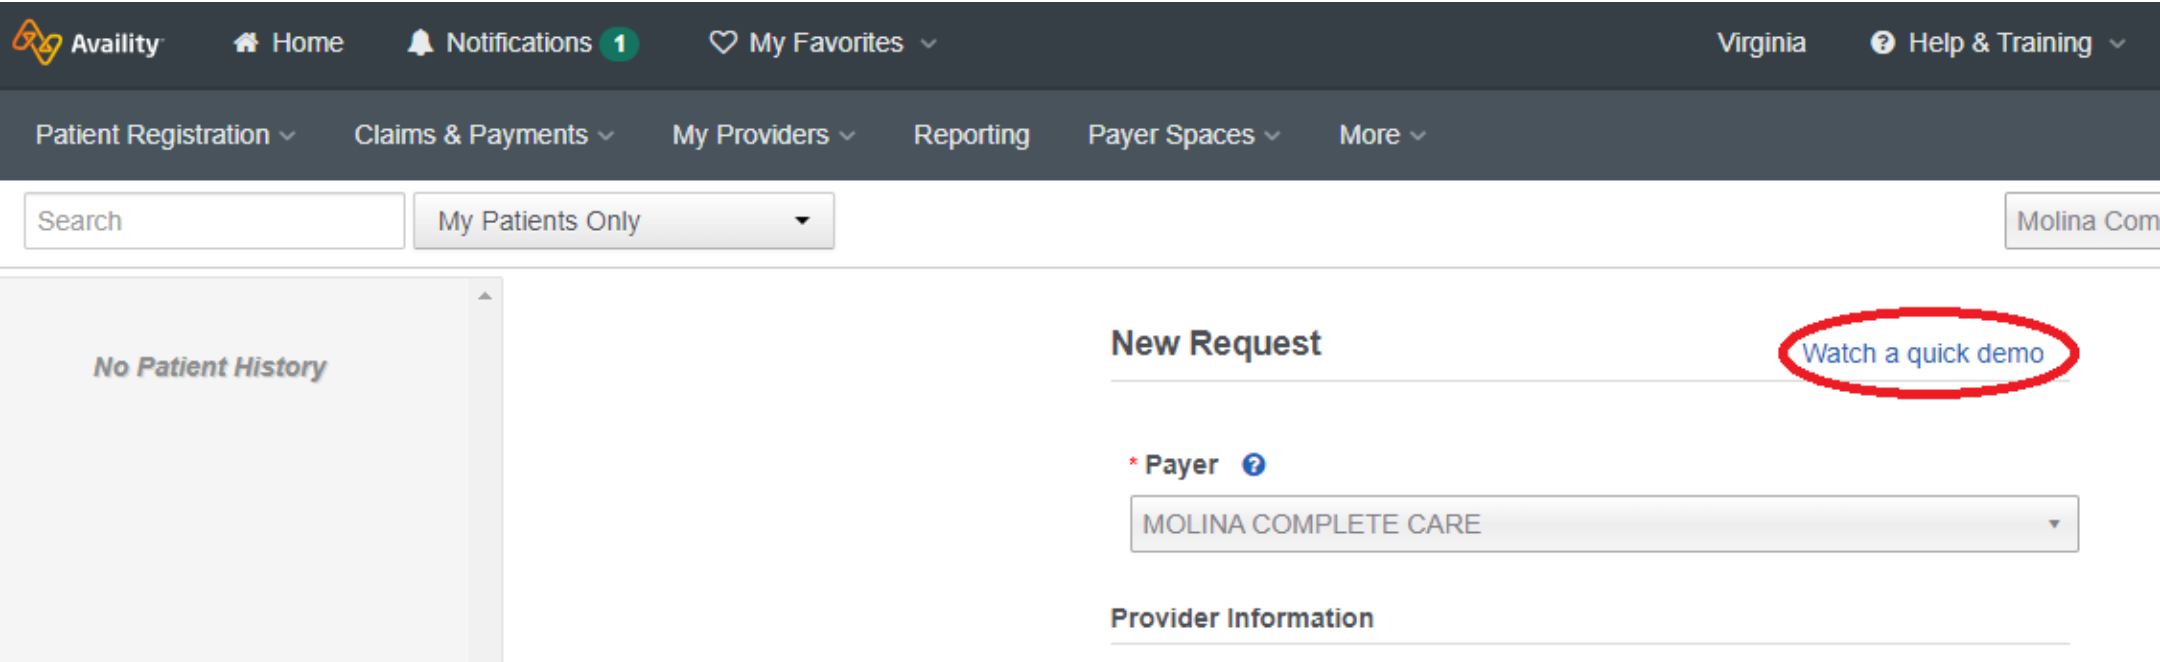 Availity Home Notifications 1 My Favorites Virginia Help & Training
Patient Registration Claims & Payments My Providers Reporting Payer Spaces More
Search My Patients Only Molina Com
No Patient History
New Request Watch a quick demo
* Payer ?
MOLINA COMPLETE CARE
Provider Information